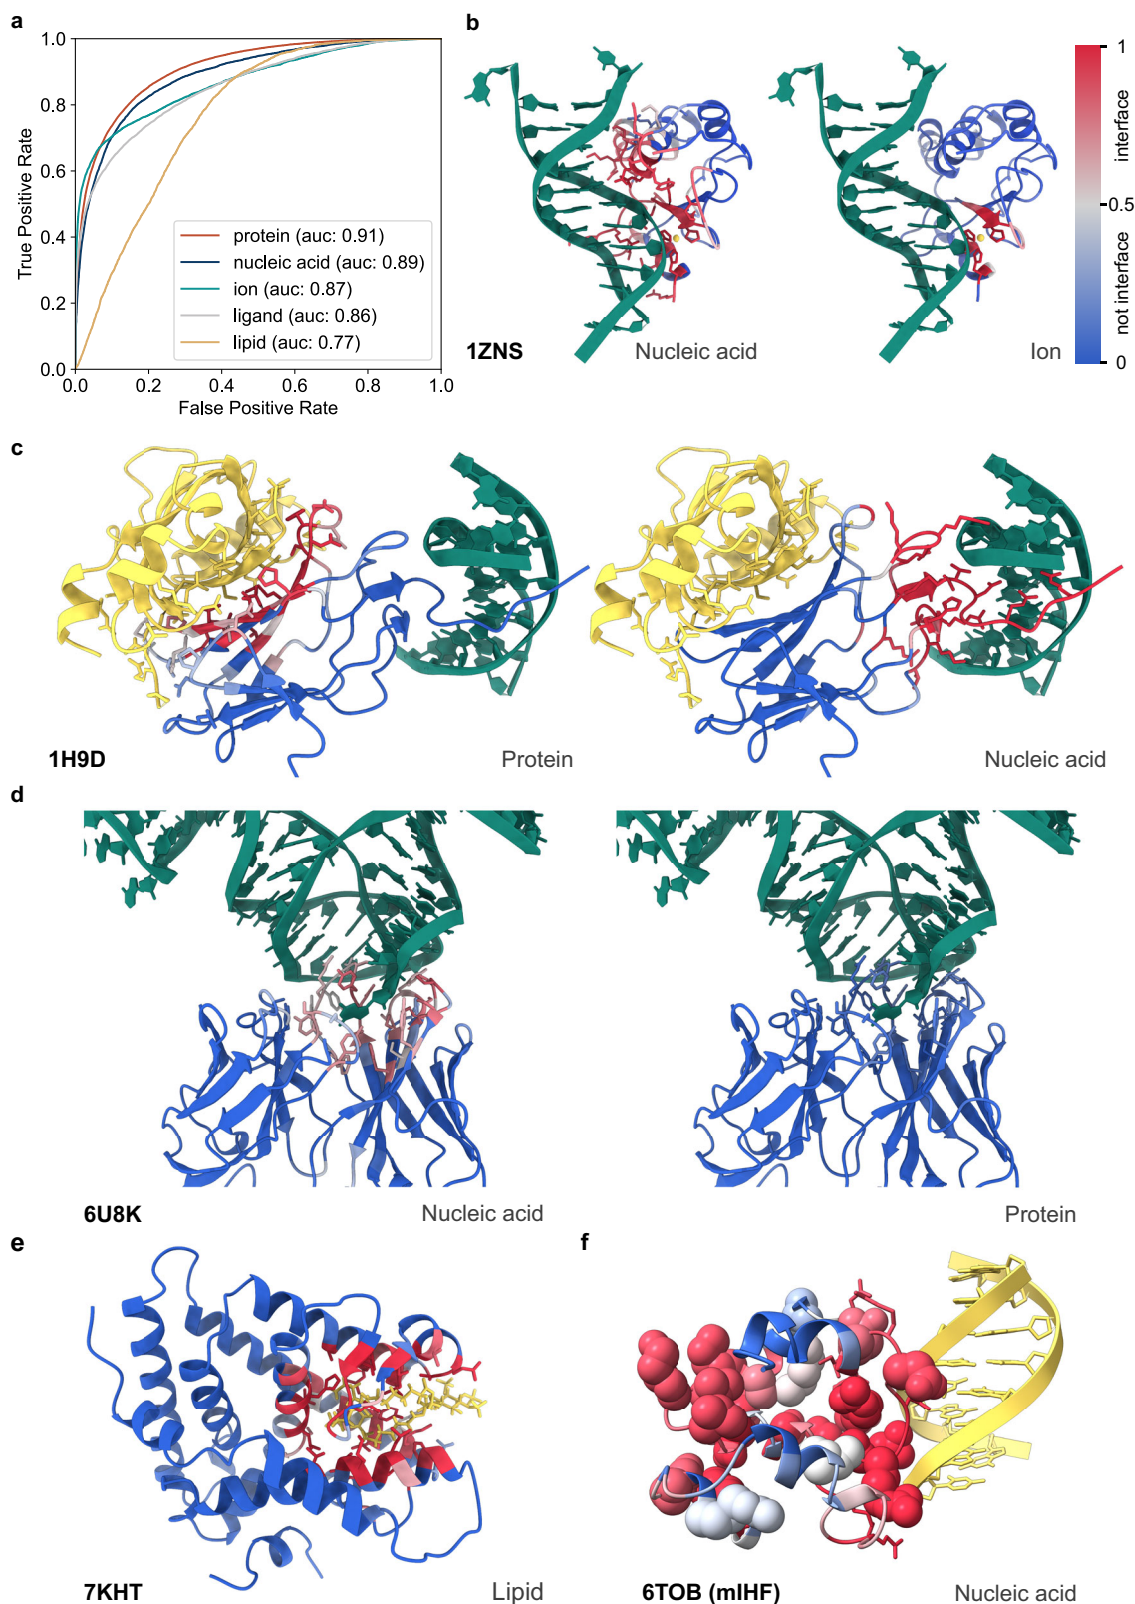 a
1.0
0.8
0.6
0.4
0.2
0.0
True Positive Rate
0.0 0.2 0.4 0.6 0.8 1.0
False Positive Rate
protein (auc: 0.91)
nucleic acid (auc: 0.89)
ion (auc: 0.87)
ligand (auc: 0.86)
lipid (auc: 0.77)
b
1ZNS
Nucleic acid
Ion
1
0.5
0
interface
not interface
c
1H9D
Protein
Nucleic acid
d
6U8K
Nucleic acid
Protein
e
7KHT
Lipid
f
6TOB (mIHF)
Nucleic acid